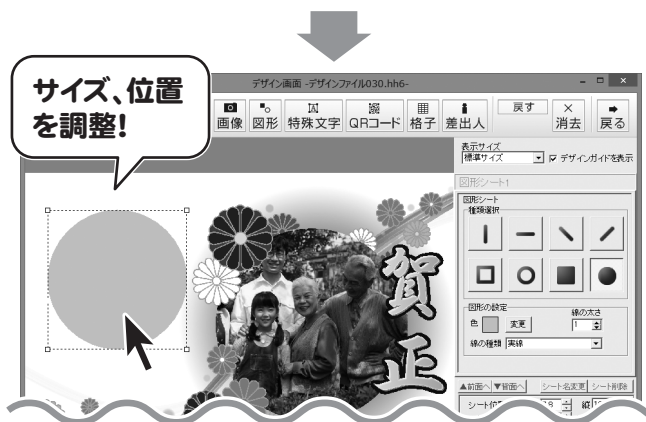 サイズ、位置
を調整!
デザイン画面 -デザインファイル030.hh6-
画像 図形 特殊文字 QRコード 格子 差出人 戻す 消去 戻る
表示サイズ
標準サイズ デザインガイドを表示
図形シート1
図形シート
種類選択
図形の設定
色 変更 線の太さ
1
線の種類 実線
▲前面へ ▼背面へ シート名変更 シート削除
賀
正